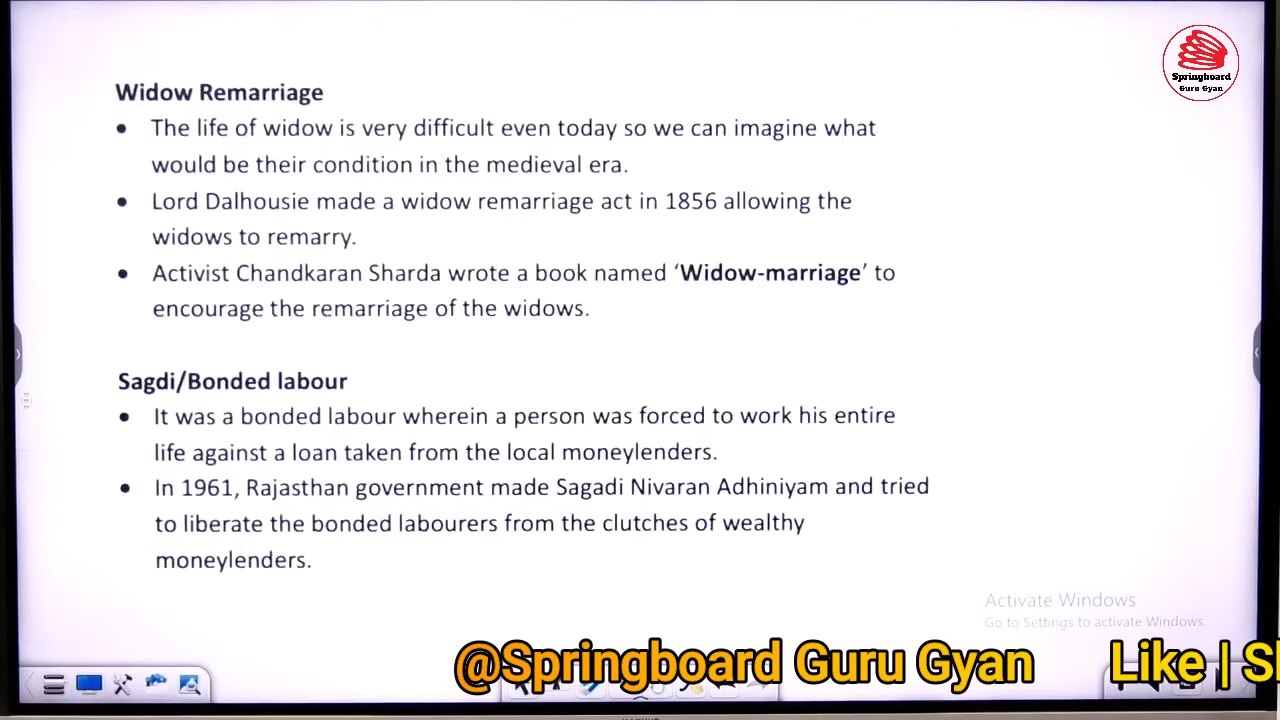 Springboard
Guru Gyan
Widow Remarriage
• The life of widow is very difficult even today so we can imagine what
would be their condition in the medieval era.
• Lord Dalhousie made a widow remarriage act in 1856 allowing the
widows to remarry.
• Activist Chandkaran Sharda wrote a book named ‘Widow-marriage’ to
encourage the remarriage of the widows.
Sagdi/Bonded labour
• It was a bonded labour wherein a person was forced to work his entire
life against a loan taken from the local moneylenders.
• In 1961, Rajasthan government made Sagadi Nivaran Adhiniyam and tried
to liberate the bonded labourers from the clutches of wealthy
moneylenders.
Activate Windows
Go to Settings to activate Windows.
@Springboard Guru Gyan Like |